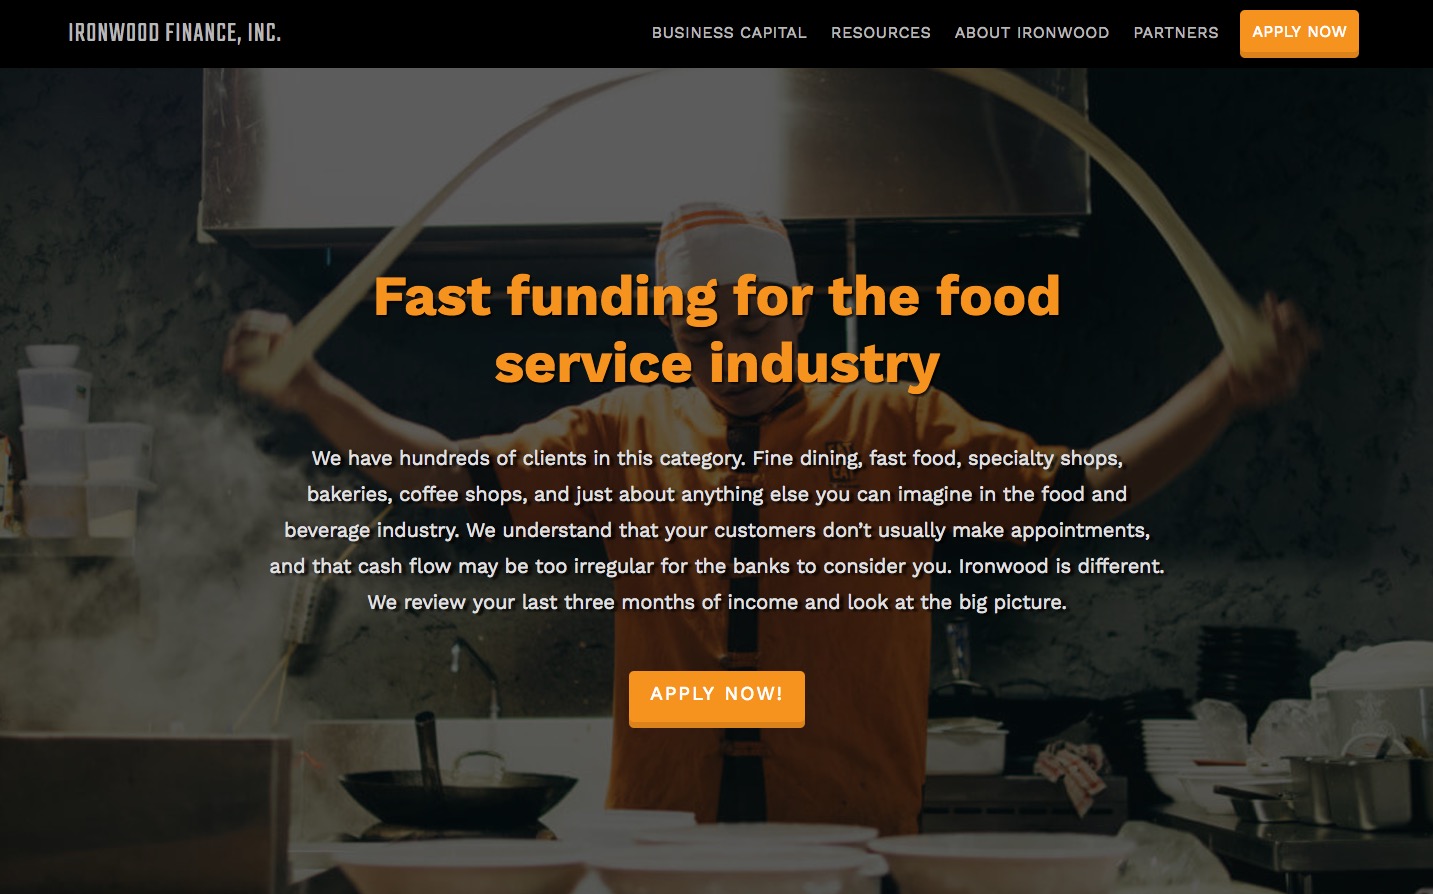 IRONWOOD FINANCE, INC.
BUSINESS CAPITAL RESOURCES ABOUT IRONWOOD PARTNERS APPLY NOW
Fast funding for the food
service industry
We have hundreds of clients in this category. Fine dining, fast food, specialty shops,
bakeries, coffee shops, and just about anything else you can imagine in the food and
beverage industry. We understand that your customers don’t usually make appointments,
and that cash flow may be too irregular for the banks to consider you. Ironwood is different.
We review your last three months of income and look at the big picture.
APPLY NOW!